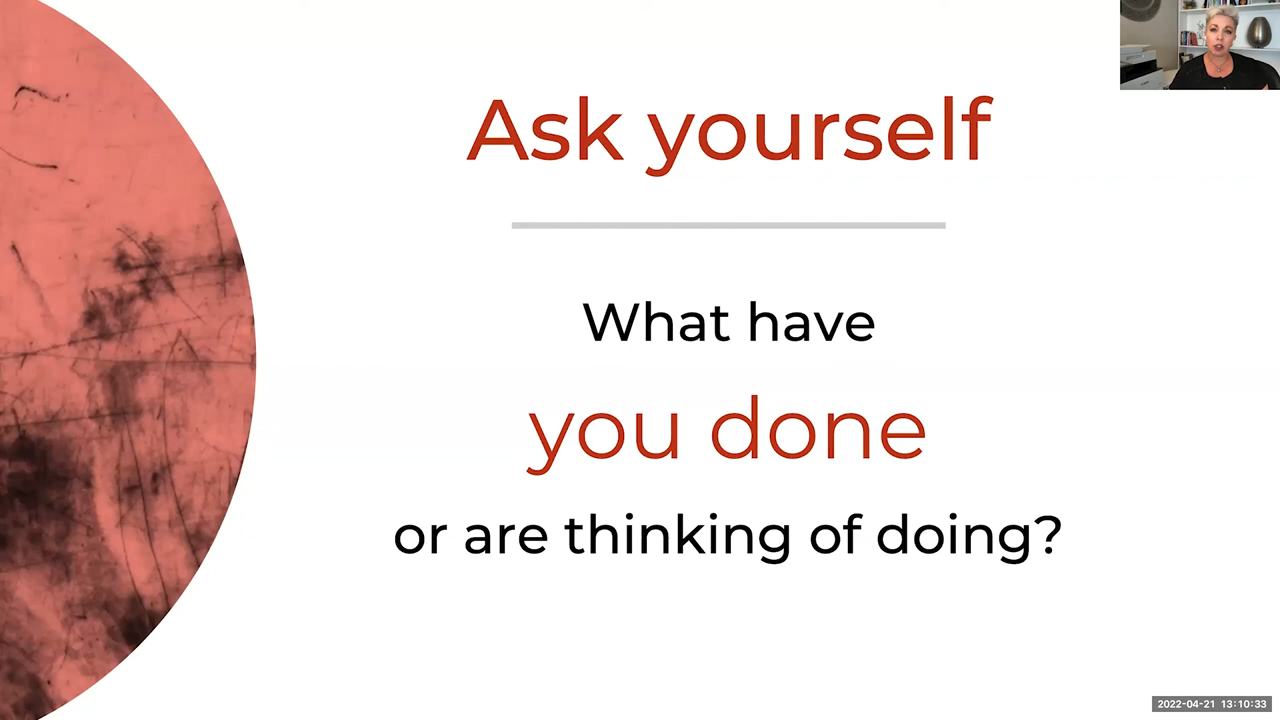 Ask yourself
What have
you done
or are thinking of doing?
2022-04-21 13:10:33